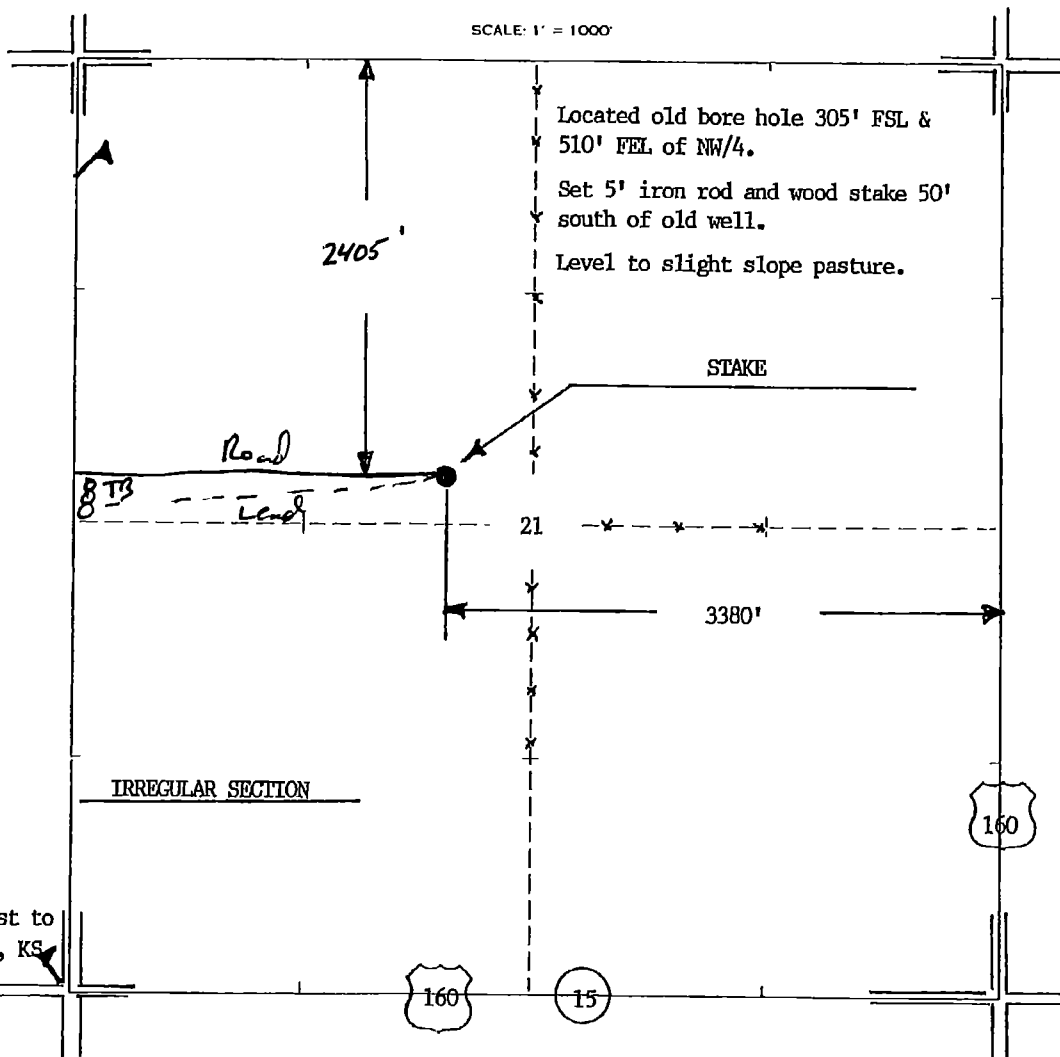 SCALE: 1" = 1000'
Located old bore hole 305' FSL &
510' FEL of NW/4.
Set 5' iron rod and wood stake 50'
south of old well.
Level to slight slope pasture.
2405'
STAKE
Road
TB
Lead
21
3380'
IRREGULAR SECTION
160
st to
, KS
160
15